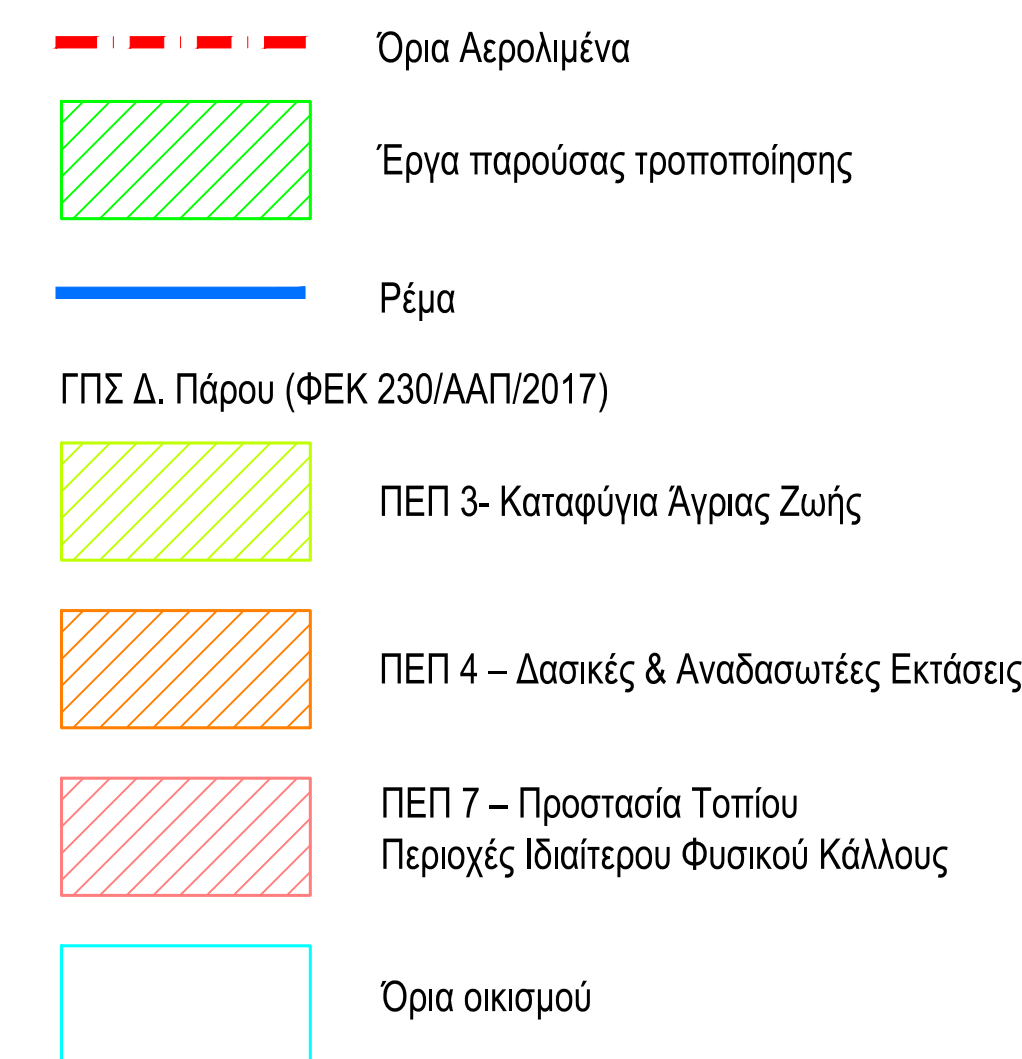 Όρια Αερολιμένα
Έργα παρούσας τροποποίησης
Ρέμα
ΓΠΣ Δ. Πάρου (ΦΕΚ 230/ΑΑΠ/2017)
ΠΕΠ 3- Καταφύγια Άγριας Ζωής
ΠΕΠ 4 – Δασικές & Αναδασωτέες Εκτάσεις
ΠΕΠ 7 – Προστασία Τοπίου
Περιοχές Ιδιαίτερου Φυσικού Κάλλους
Όρια οικισμού